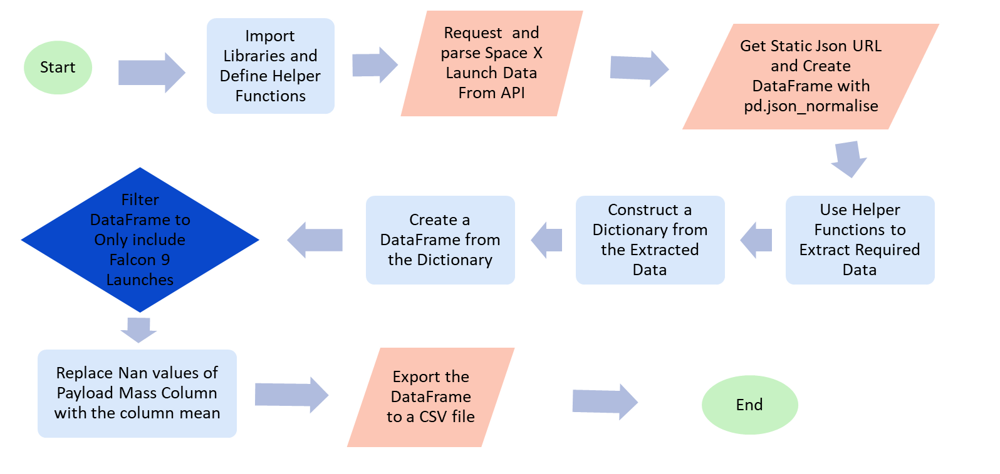 Start
Import
Libraries and
Define Helper
Functions
Request and
parse Space X
Launch Data
From API
Get Static Json URL
and Create
DataFrame with
pd.json_normalise
Use Helper
Functions to
Extract Required
Data
Construct a
Dictionary from
the Extracted
Data
Create a
DataFrame from
the Dictionary
Filter
DataFrame to
Only include
Falcon 9
Launches
Replace Nan values of
Payload Mass Column
with the column mean
Export the
DataFrame
to a CSV file
End